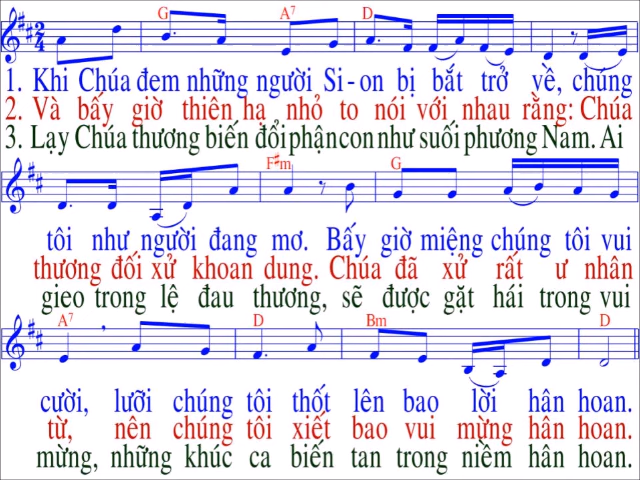 G A7 D
2 4
1. Khi Chúa đem những người Si-on bị bắt trở về, chúng
2. Và bấy giờ thiên hạ nhỏ to nói với nhau rằng: Chúa
3. Lạy Chúa thương biến đổi phận con như suối phương Nam. Ai
F♯m G
tôi như người đang mơ. Bấy giờ miệng chúng tôi vui
thương đối xử khoan dung. Chúa đã xử rất ư nhân
gieo trong lệ đau thương, sẽ được gặt hái trong vui
A7 D Bm D
cười, lưỡi chúng tôi thốt lên bao lời hân hoan.
từ, nên chúng tôi xiết bao vui mừng hân hoan.
mừng, những khúc ca biến tan trong niềm hân hoan.